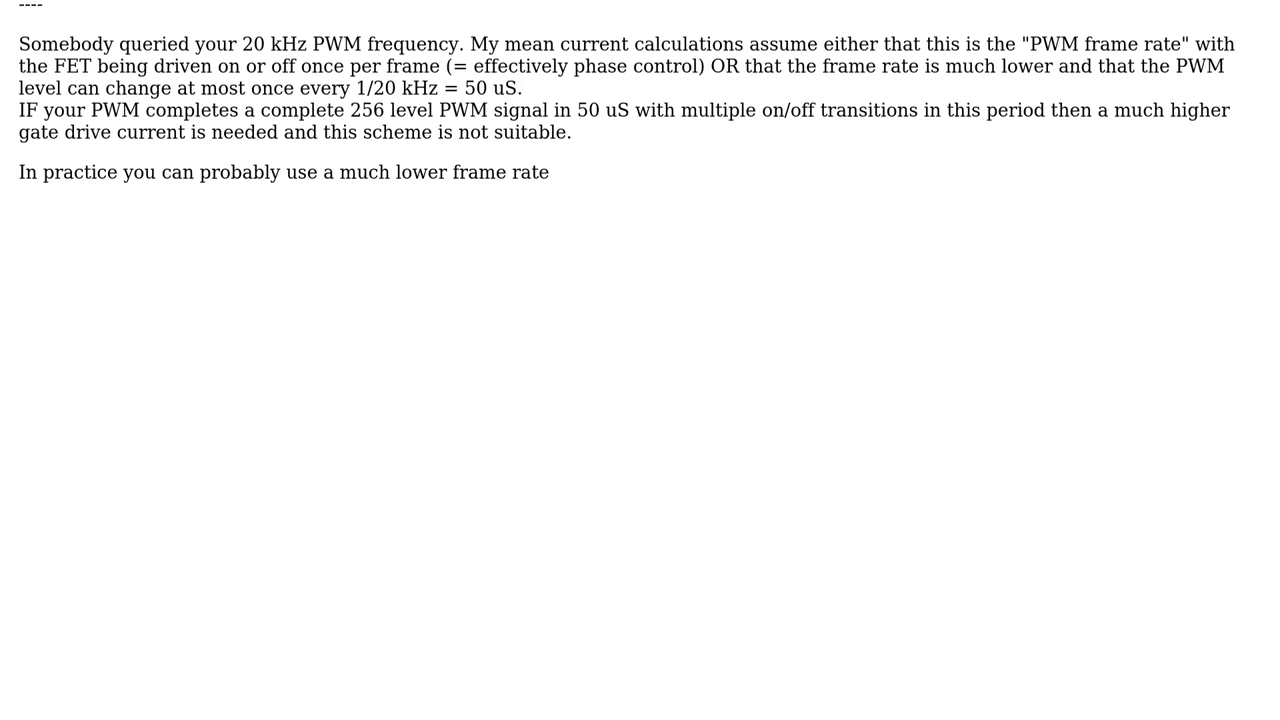 ----
Somebody queried your 20 kHz PWM frequency. My mean current calculations assume either that this is the "PWM frame rate" with
the FET being driven on or off once per frame (= effectively phase control) OR that the frame rate is much lower and that the PWM
level can change at most once every 1/20 kHz = 50 uS.
IF your PWM completes a complete 256 level PWM signal in 50 uS with multiple on/off transitions in this period then a much higher
gate drive current is needed and this scheme is not suitable.
In practice you can probably use a much lower frame rate